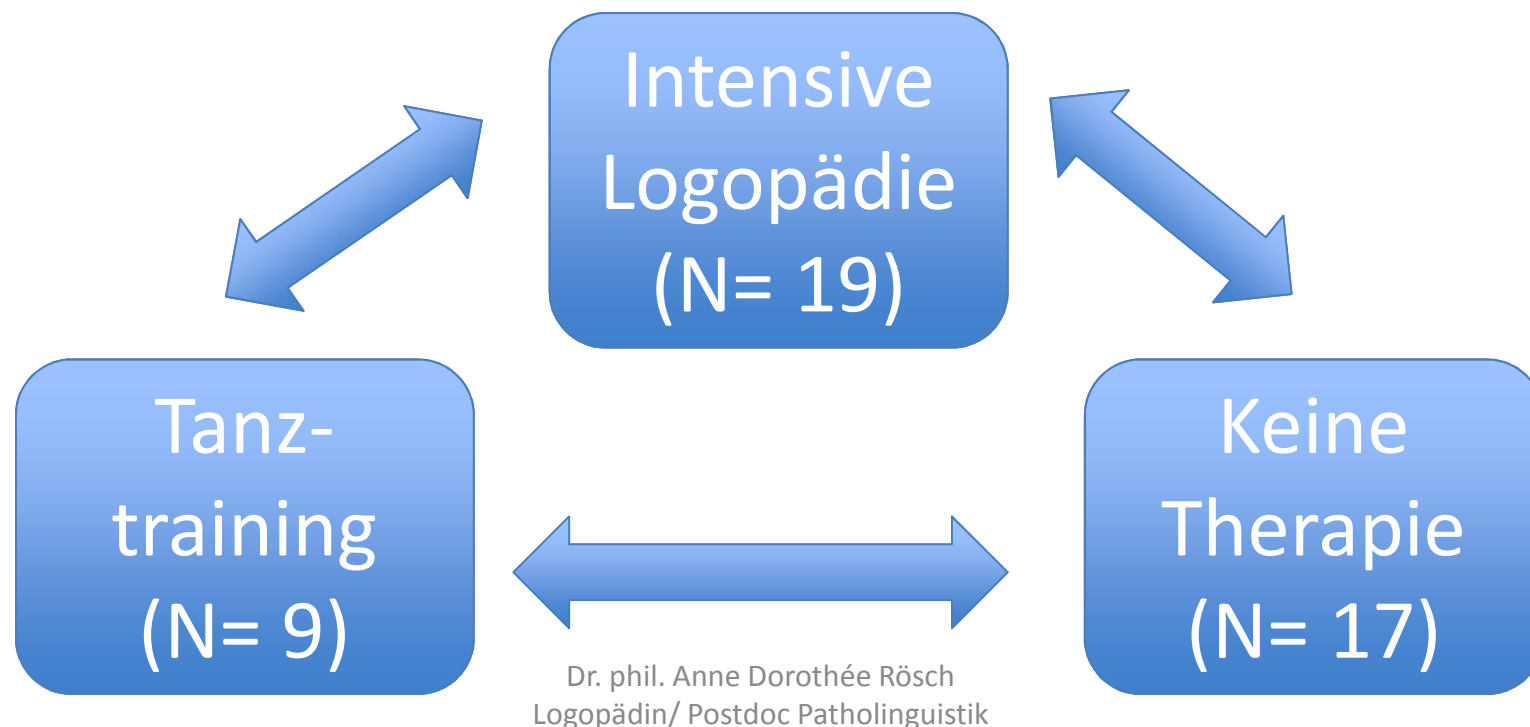 Intensive
Logopädie
(N= 19)
Tanz-
training
(N= 9)
Keine
Therapie
(N= 17)
Dr. phil. Anne Dorothée Rösch
Logopädin/ Postdoc Patholinguistik